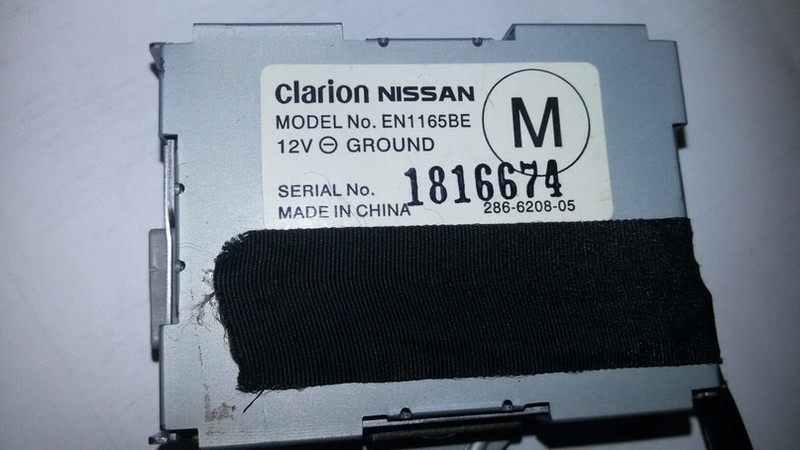 Clarion NISSAN
MODEL No. EN1165BE
12V ⊖ GROUND
M
SERIAL No. 1816674
MADE IN CHINA 286-6208-05